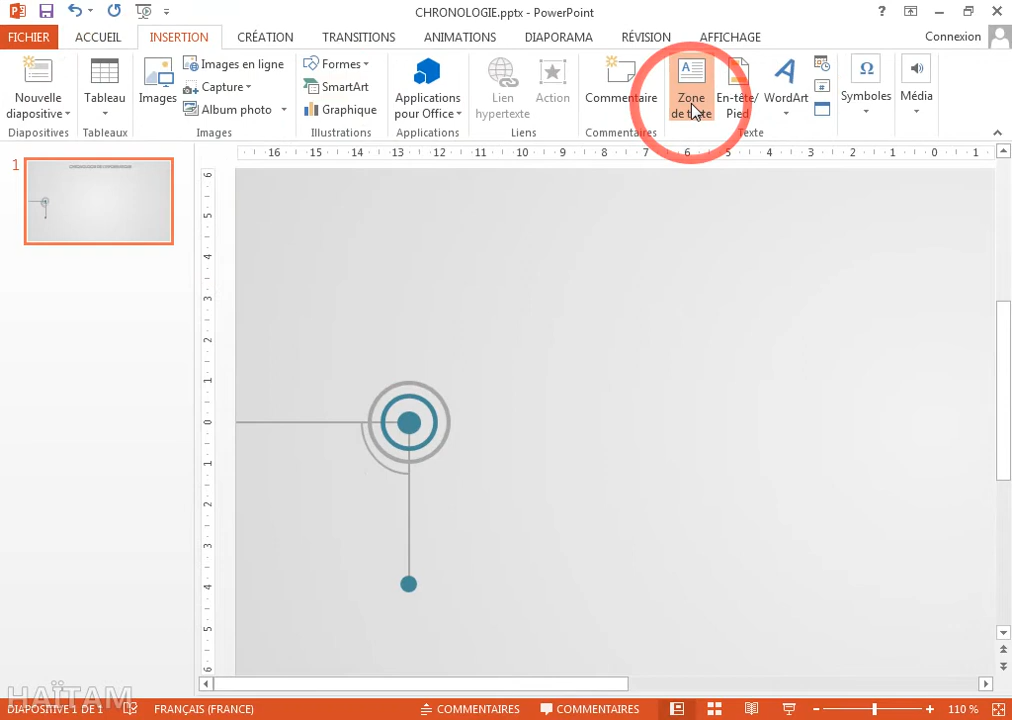 CHRONOLOGIE.pptx - PowerPoint
FICHIER ACCUEIL INSERTION CRÉATION TRANSITIONS ANIMATIONS DIAPORAMA RÉVISION AFFICHAGE Connexion
Nouvelle diapositive
Tableau
Images
Images en ligne
Capture
Album photo
Formes
SmartArt
Graphique
Applications pour Office
Lien hypertexte
Action
Commentaire
Zone de texte
En-tête/ Pied
WordArt
Symboles
Média
Diapositives Tableaux Images Illustrations Applications Liens Commentaires Texte
16 15 14 13 12 11 10 9 8 7 6 5 4 3 2 1 0 1
1
6
5
4
3
2
1
0
1
2
3
4
5
6
HAÏTAM
DIAPOSITIVE 1 DE 1 FRANÇAIS (FRANCE) COMMENTAIRES COMMENTAIRES 110 %